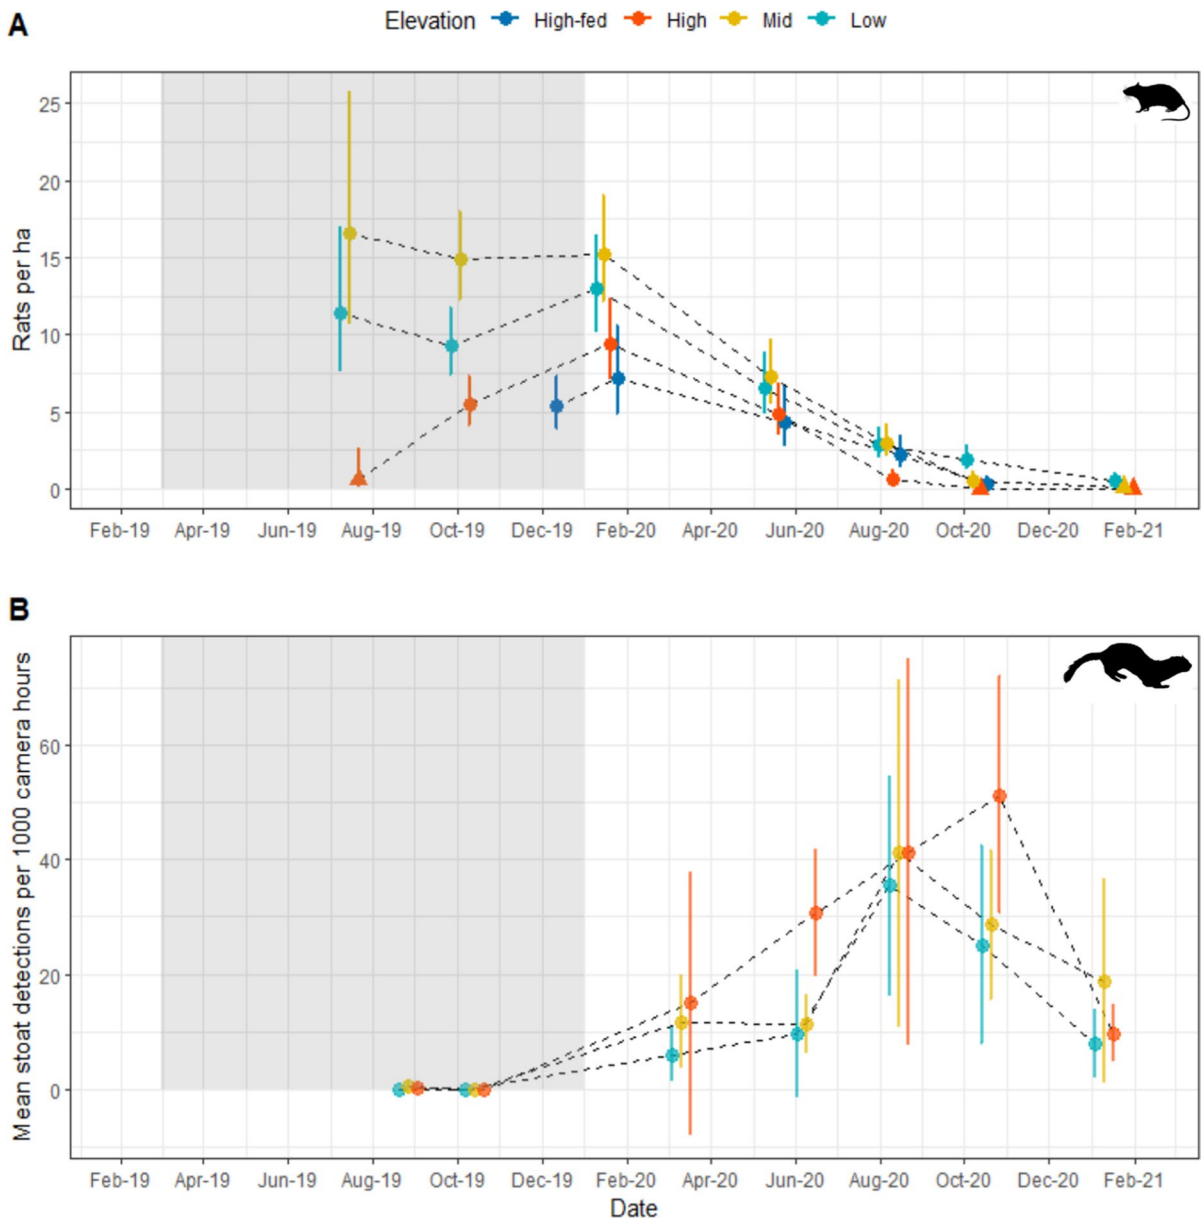 A
Elevation High-fed High Mid Low
Rats per ha
25
20
15
10
5
0
Feb-19 Apr-19 Jun-19 Aug-19 Oct-19 Dec-19 Feb-20 Apr-20 Jun-20 Aug-20 Oct-20 Dec-20 Feb-21
B
Mean stoat detections per 1000 camera hours
60
40
20
0
Feb-19 Apr-19 Jun-19 Aug-19 Oct-19 Dec-19 Feb-20 Apr-20 Jun-20 Aug-20 Oct-20 Dec-20 Feb-21
Date